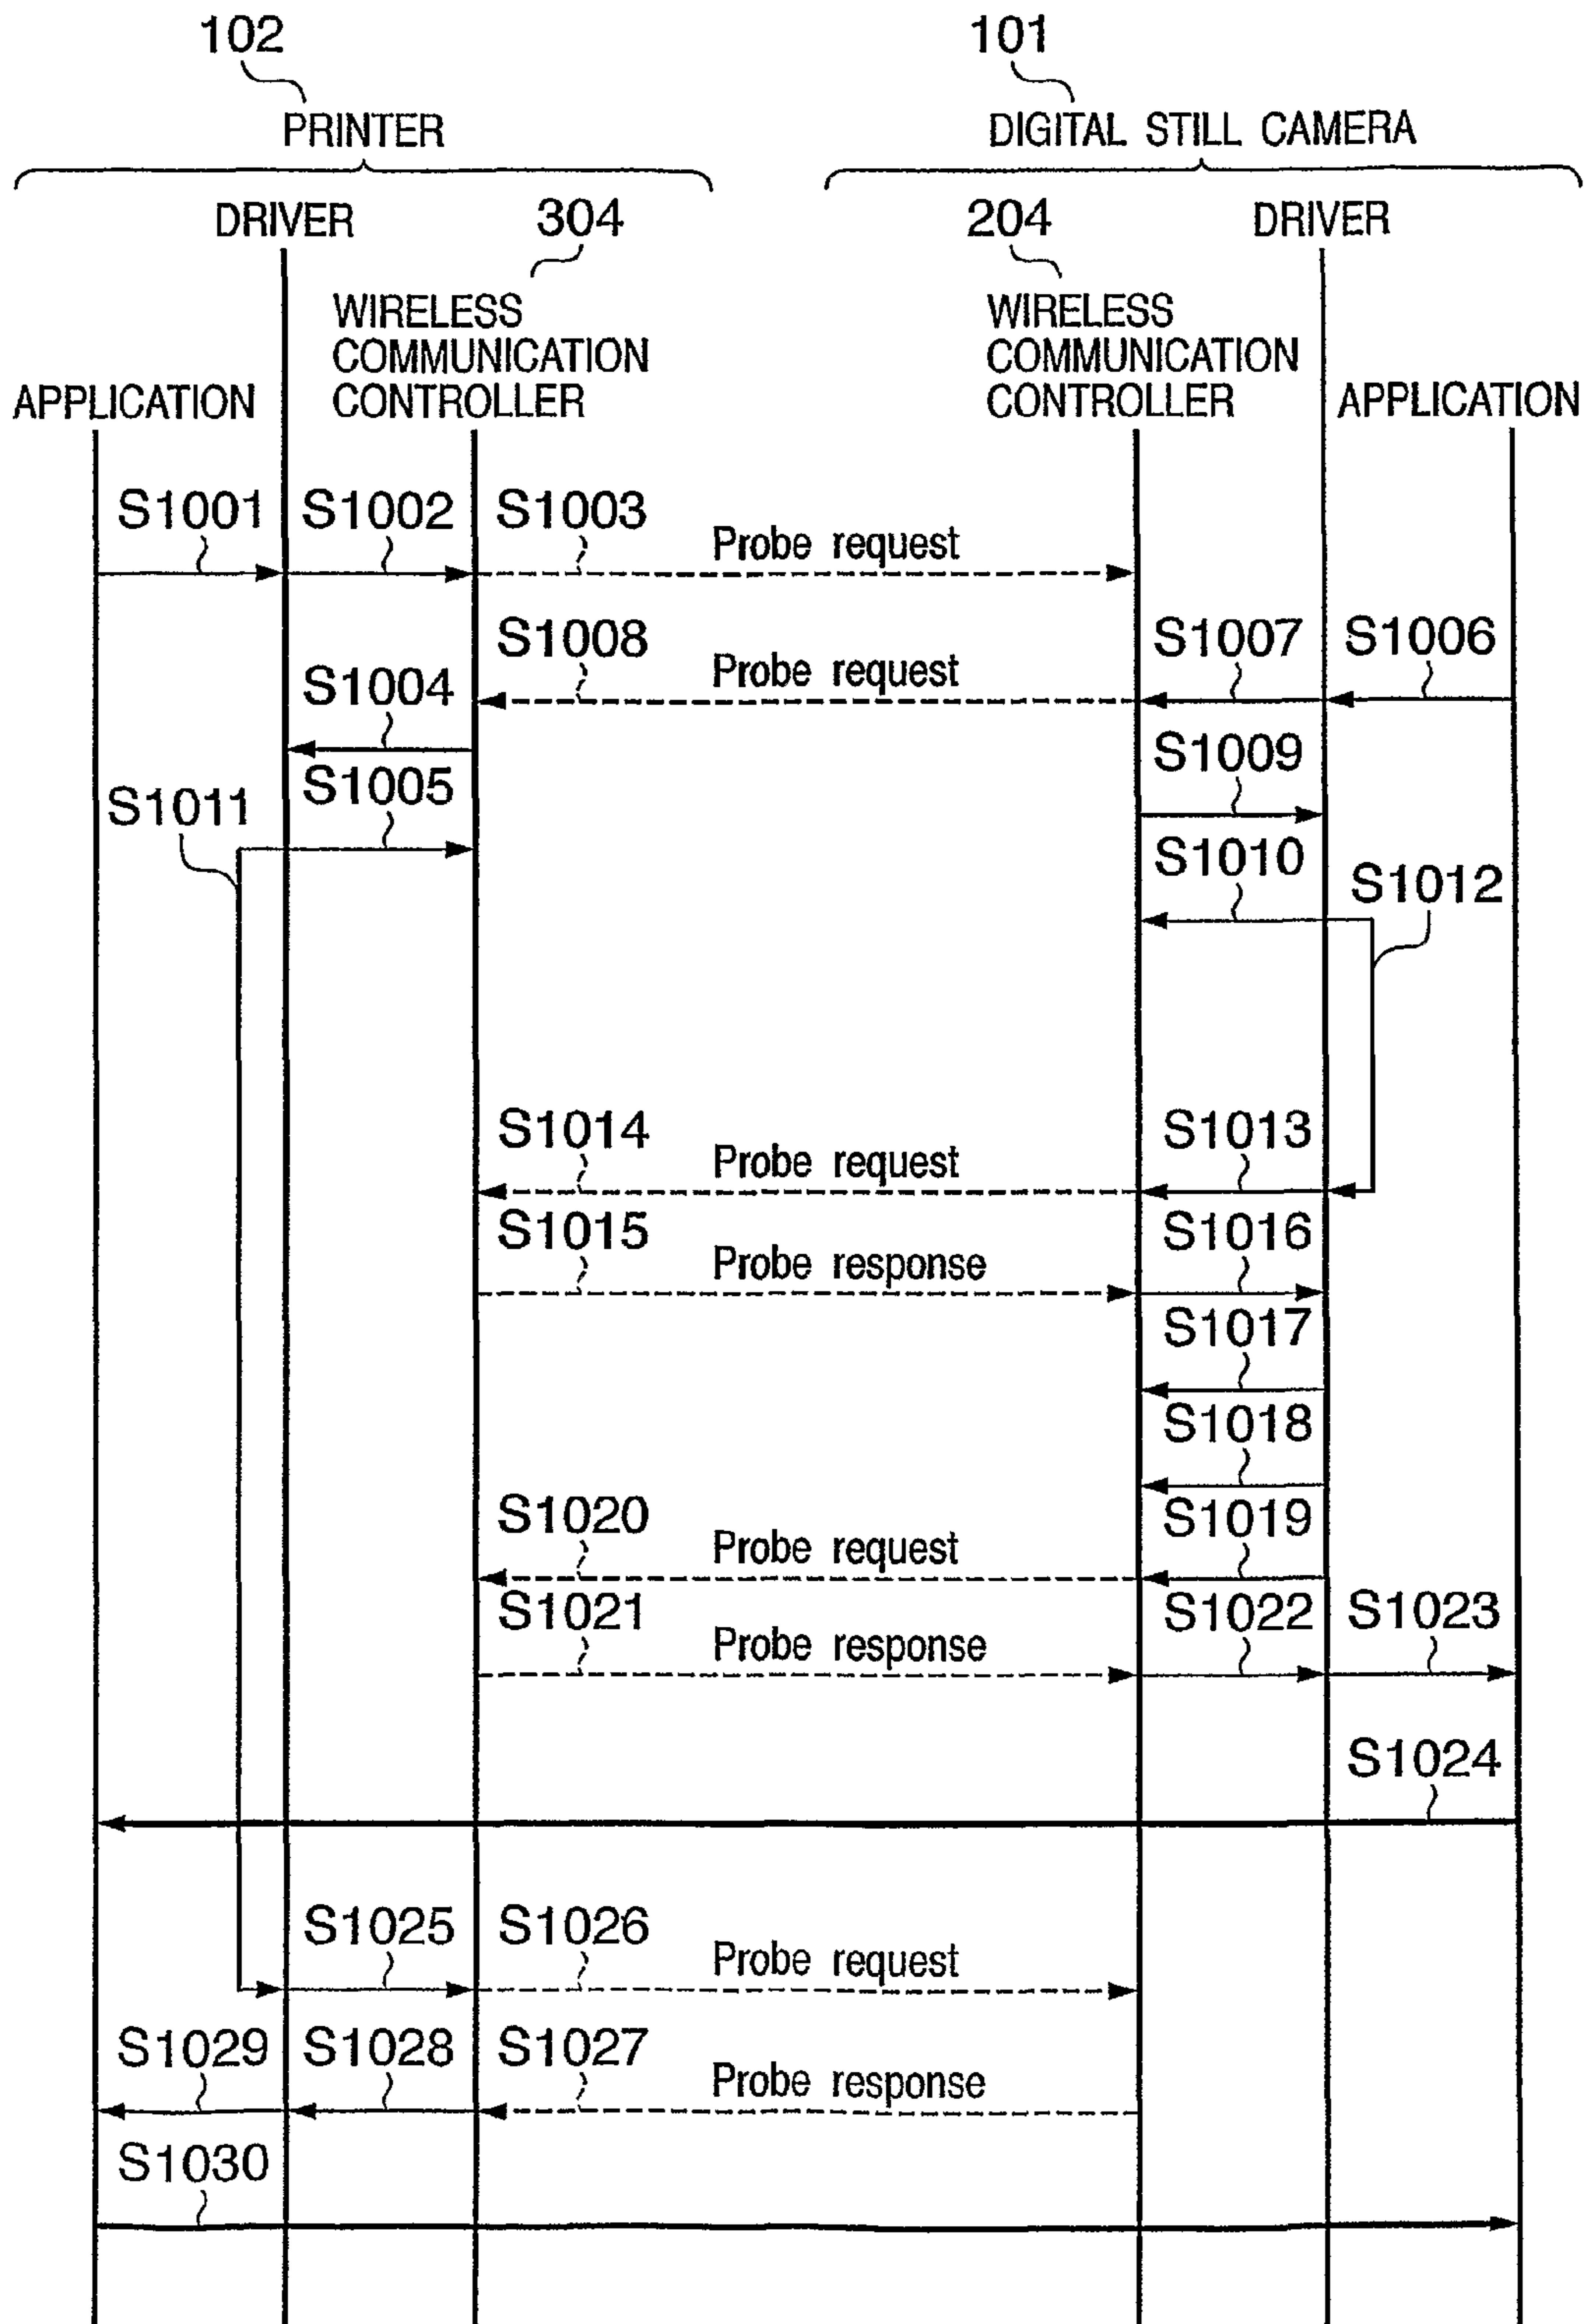 102
101
PRINTER
DIGITAL STILL CAMERA
DRIVER
304
204
DRIVER
WIRELESS
COMMUNICATION
CONTROLLER
WIRELESS
COMMUNICATION
CONTROLLER
APPLICATION
APPLICATION
S1001
S1002
S1003
Probe request
S1008
Probe request
S1007
S1006
S1004
S1009
S1005
S1011
S1010
S1012
S1014
Probe request
S1013
S1015
Probe response
S1016
S1017
S1018
S1020
Probe request
S1019
S1021
Probe response
S1022
S1023
S1024
S1025
S1026
Probe request
S1029
S1028
S1027
Probe response
S1030